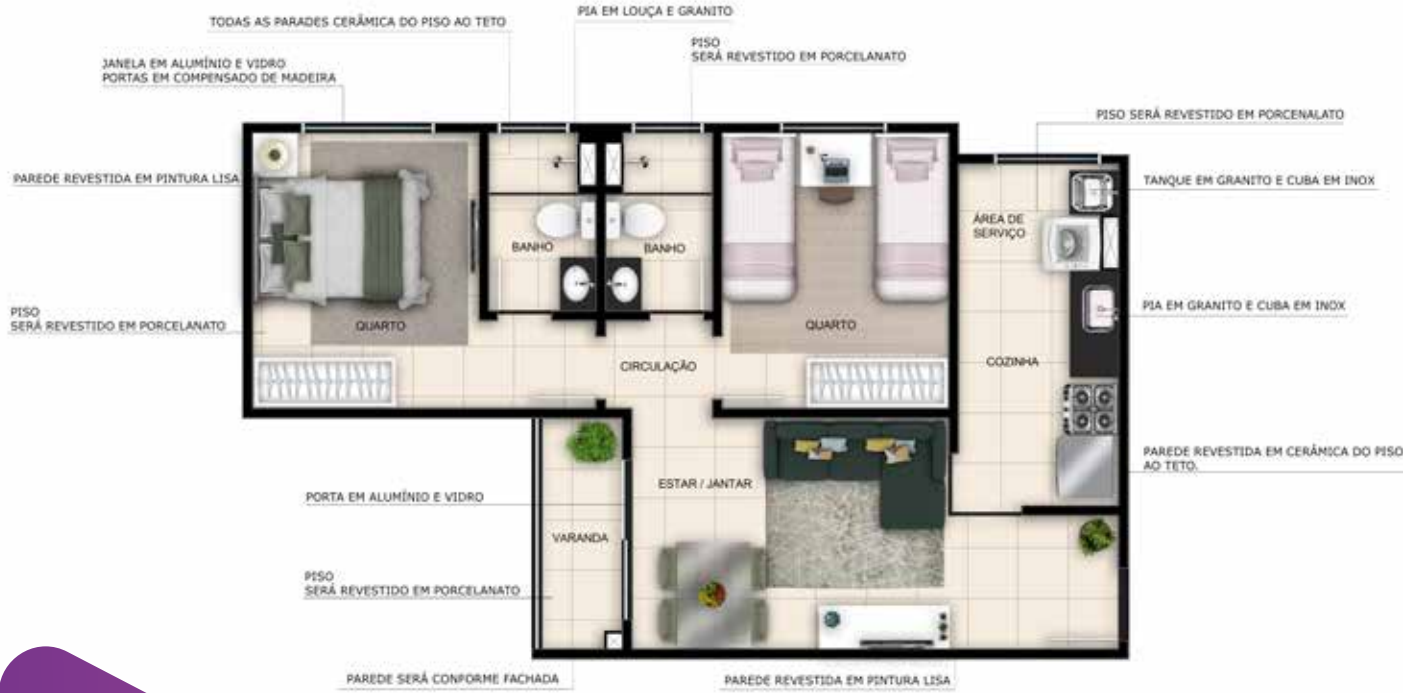 PIA EM LOUÇA E GRANITO
TODAS AS PARADES CERÂMICA DO PISO AO TETO
PISO
SERÁ REVESTIDO EM PORCELANATO
JANELA EM ALUMÍNIO E VIDRO
PORTAS EM COMPENSADO DE MADEIRA
PISO SERÁ REVESTIDO EM PORCENALATO
PAREDE REVESTIDA EM PINTURA LISA
TANQUE EM GRANITO E CUBA EM INOX
ÁREA DE
SERVIÇO
BANHO
BANHO
PISO
SERÁ REVESTIDO EM PORCELANATO
PIA EM GRANITO E CUBA EM INOX
QUARTO
QUARTO
CIRCULAÇÃO
COZINHA
PAREDE REVESTIDA EM CERÂMICA DO PISO
AO TETO.
ESTAR / JANTAR
PORTA EM ALUMÍNIO E VIDRO
VARANDA
PISO
SERÁ REVESTIDO EM PORCELANATO
PAREDE SERÁ CONFORME FACHADA
PAREDE REVESTIDA EM PINTURA LISA